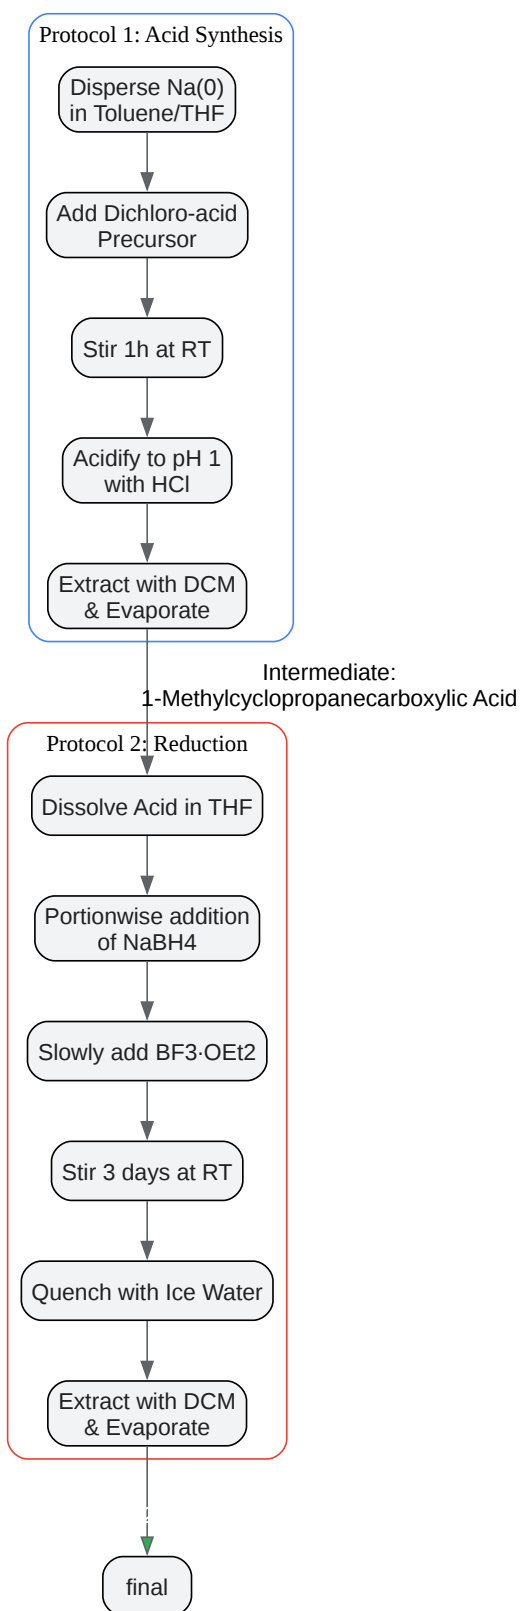 Protocol 1: Acid Synthesis
Disperse Na(0)
in Toluene/THF
Add Dichloro-acid
Precursor
Stir 1h at RT
Acidify to pH 1
with HCl
Extract with DCM
& Evaporate
Intermediate:
1-Methylcyclopropanecarboxylic Acid
Protocol 2: Reduction
Dissolve Acid in THF
Portionwise addition
of NaBH4
Slowly add BF3·OEt2
Stir 3 days at RT
Quench with Ice Water
Extract with DCM
& Evaporate
final